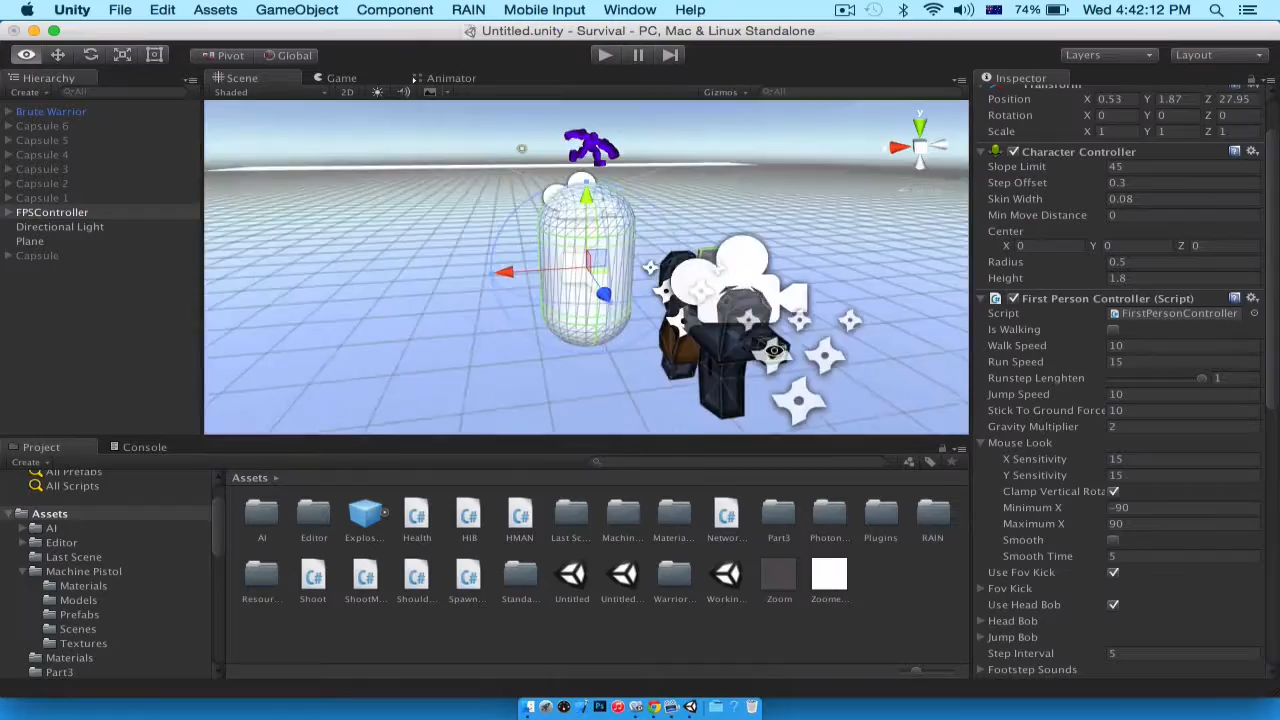 Unity File Edit Assets GameObject Component RAIN Mobile Input Window Help 74% Wed 4:42:12 PM
Untitled.unity - Survival - PC, Mac & Linux Standalone
Pivot Global Layers Layout
Hierarchy Scene Game Animator Inspector
Create All Shaded 2D Gizmos All
Brute Warrior
Capsule 6
Capsule 5
Capsule 4
Capsule 3
Capsule 2
Capsule 1
FPSController
Directional Light
Plane
Capsule
y
Transform
Position X 0.53 Y 1.87 Z 27.95
Rotation X 0 Y 0 Z 0
Scale X 1 Y 1 Z 1
Character Controller
Slope Limit 45
Step Offset 0.3
Skin Width 0.08
Min Move Distance 0
Center
X 0 Y 0 Z 0
Radius 0.5
Height 1.8
First Person Controller (Script)
Script FirstPersonController
Is Walking
Walk Speed 10
Run Speed 15
Runstep Lenghten 1
Jump Speed 10
Stick To Ground Force 10
Gravity Multiplier 2
Mouse Look
X Sensitivity 15
Y Sensitivity 15
Clamp Vertical Rota
Minimum X -90
Maximum X 90
Smooth
Smooth Time 5
Use Fov Kick
Fov Kick
Use Head Bob
Head Bob
Jump Bob
Step Interval 5
Footstep Sounds
Project Console
Create
All Prefabs
All Scripts
Assets
AI
Editor
Last Scene
Machine Pistol
Materials
Models
Prefabs
Scenes
Textures
Materials
Part3
Assets
AI Editor Explos... Health HIB HMAN Last Sc... Machin... Materia... Networ... Part3 Photon... Plugins RAIN
Resour... Shoot ShootM... Should... Spawn... Standa... Untitled Untitled... Warrior... Workin... Zoom Zoome...